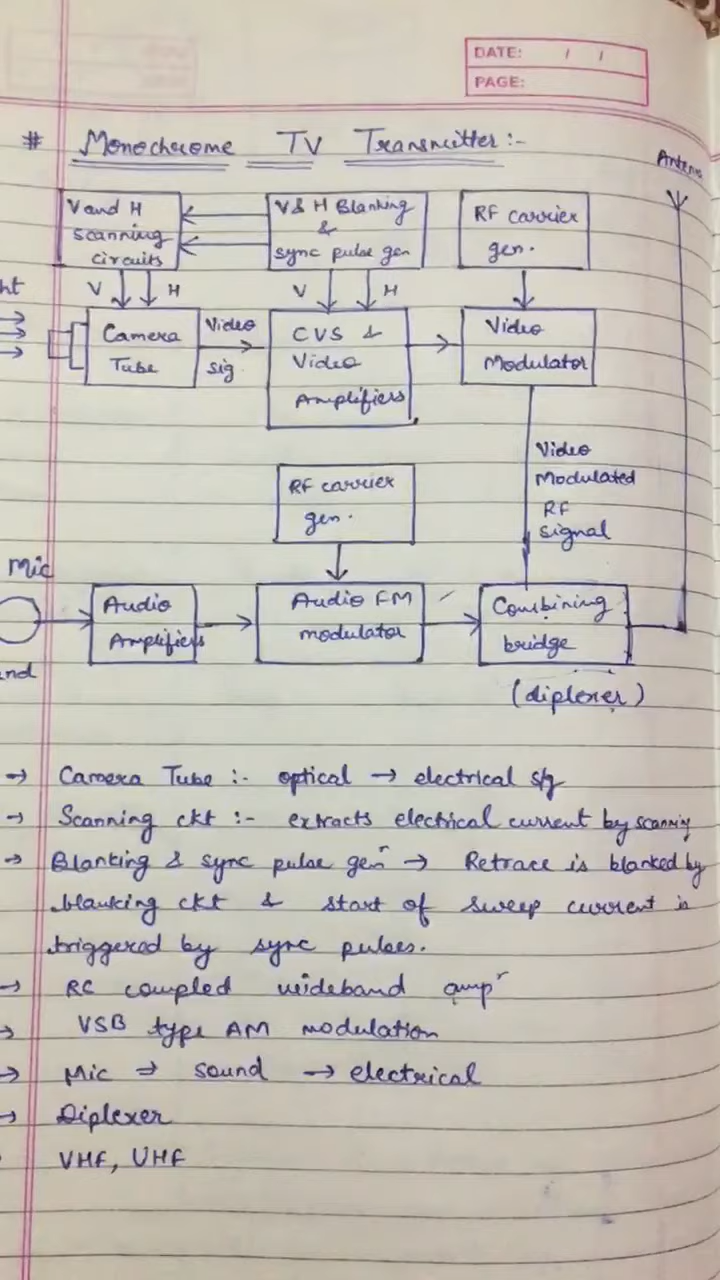 DATE: / /
PAGE:
# Monochrome TV Transmitter :-
Antenna
V and H
scanning
circuits
V & H Blanking
&
sync pulse gen
RF carrier
gen.
V H
V H
Camera
Tube
Video
sig
CVS &
Video
Amplifiers
Video
Modulator
RF carrier
gen.
Video
Modulated
RF
signal
Mic
Audio
Amplifiers
Audio FM
modulator
Combining
bridge
(diplexer)
→ Camera Tube :- optical → electrical s/g
→ Scanning ckt :- extracts electrical current by scanning
→ Blanking & sync pulse genʳ → Retrace is blanked by
blanking ckt & start of sweep current is
triggered by sync pulses.
→ RC coupled wideband ampʳ
→ VSB type AM modulation
→ Mic ⇒ sound → electrical
→ Diplexer
VHF, UHF